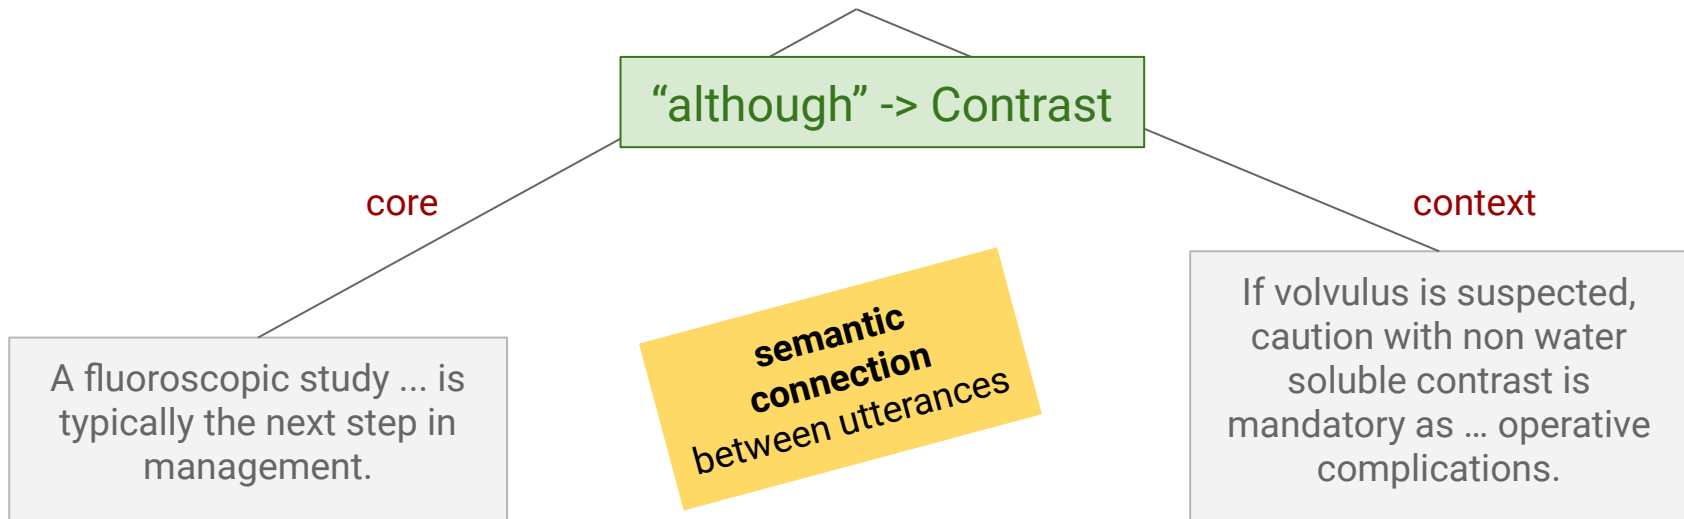 “although” -> Contrast
core
context
A fluoroscopic study ... is
typically the next step in
management.
semantic
connection
between utterances
If volvulus is suspected,
caution with non water
soluble contrast is
mandatory as ... operative
complications.